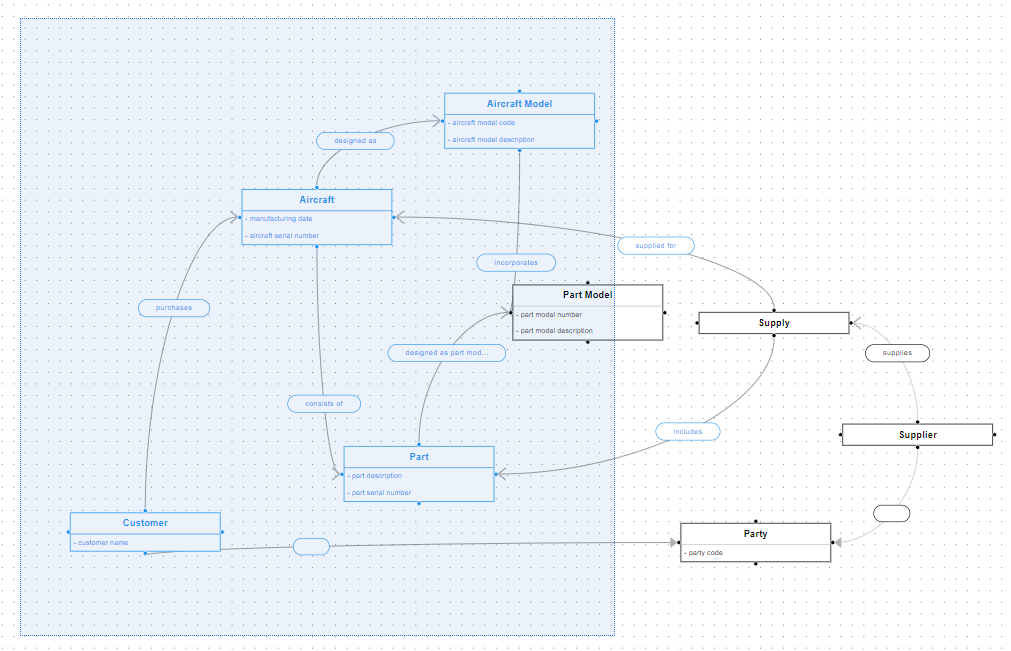 Aircraft Model
- aircraft model code
- aircraft model description
designed as
Aircraft
- manufacturing date
- aircraft serial number
supplied for
incorporates
Part Model
- part model number
- part model description
purchases
Supply
designed as part mod...
supplies
consists of
includes
Supplier
Part
- part description
- part serial number
Customer
- customer name
Party
- party code